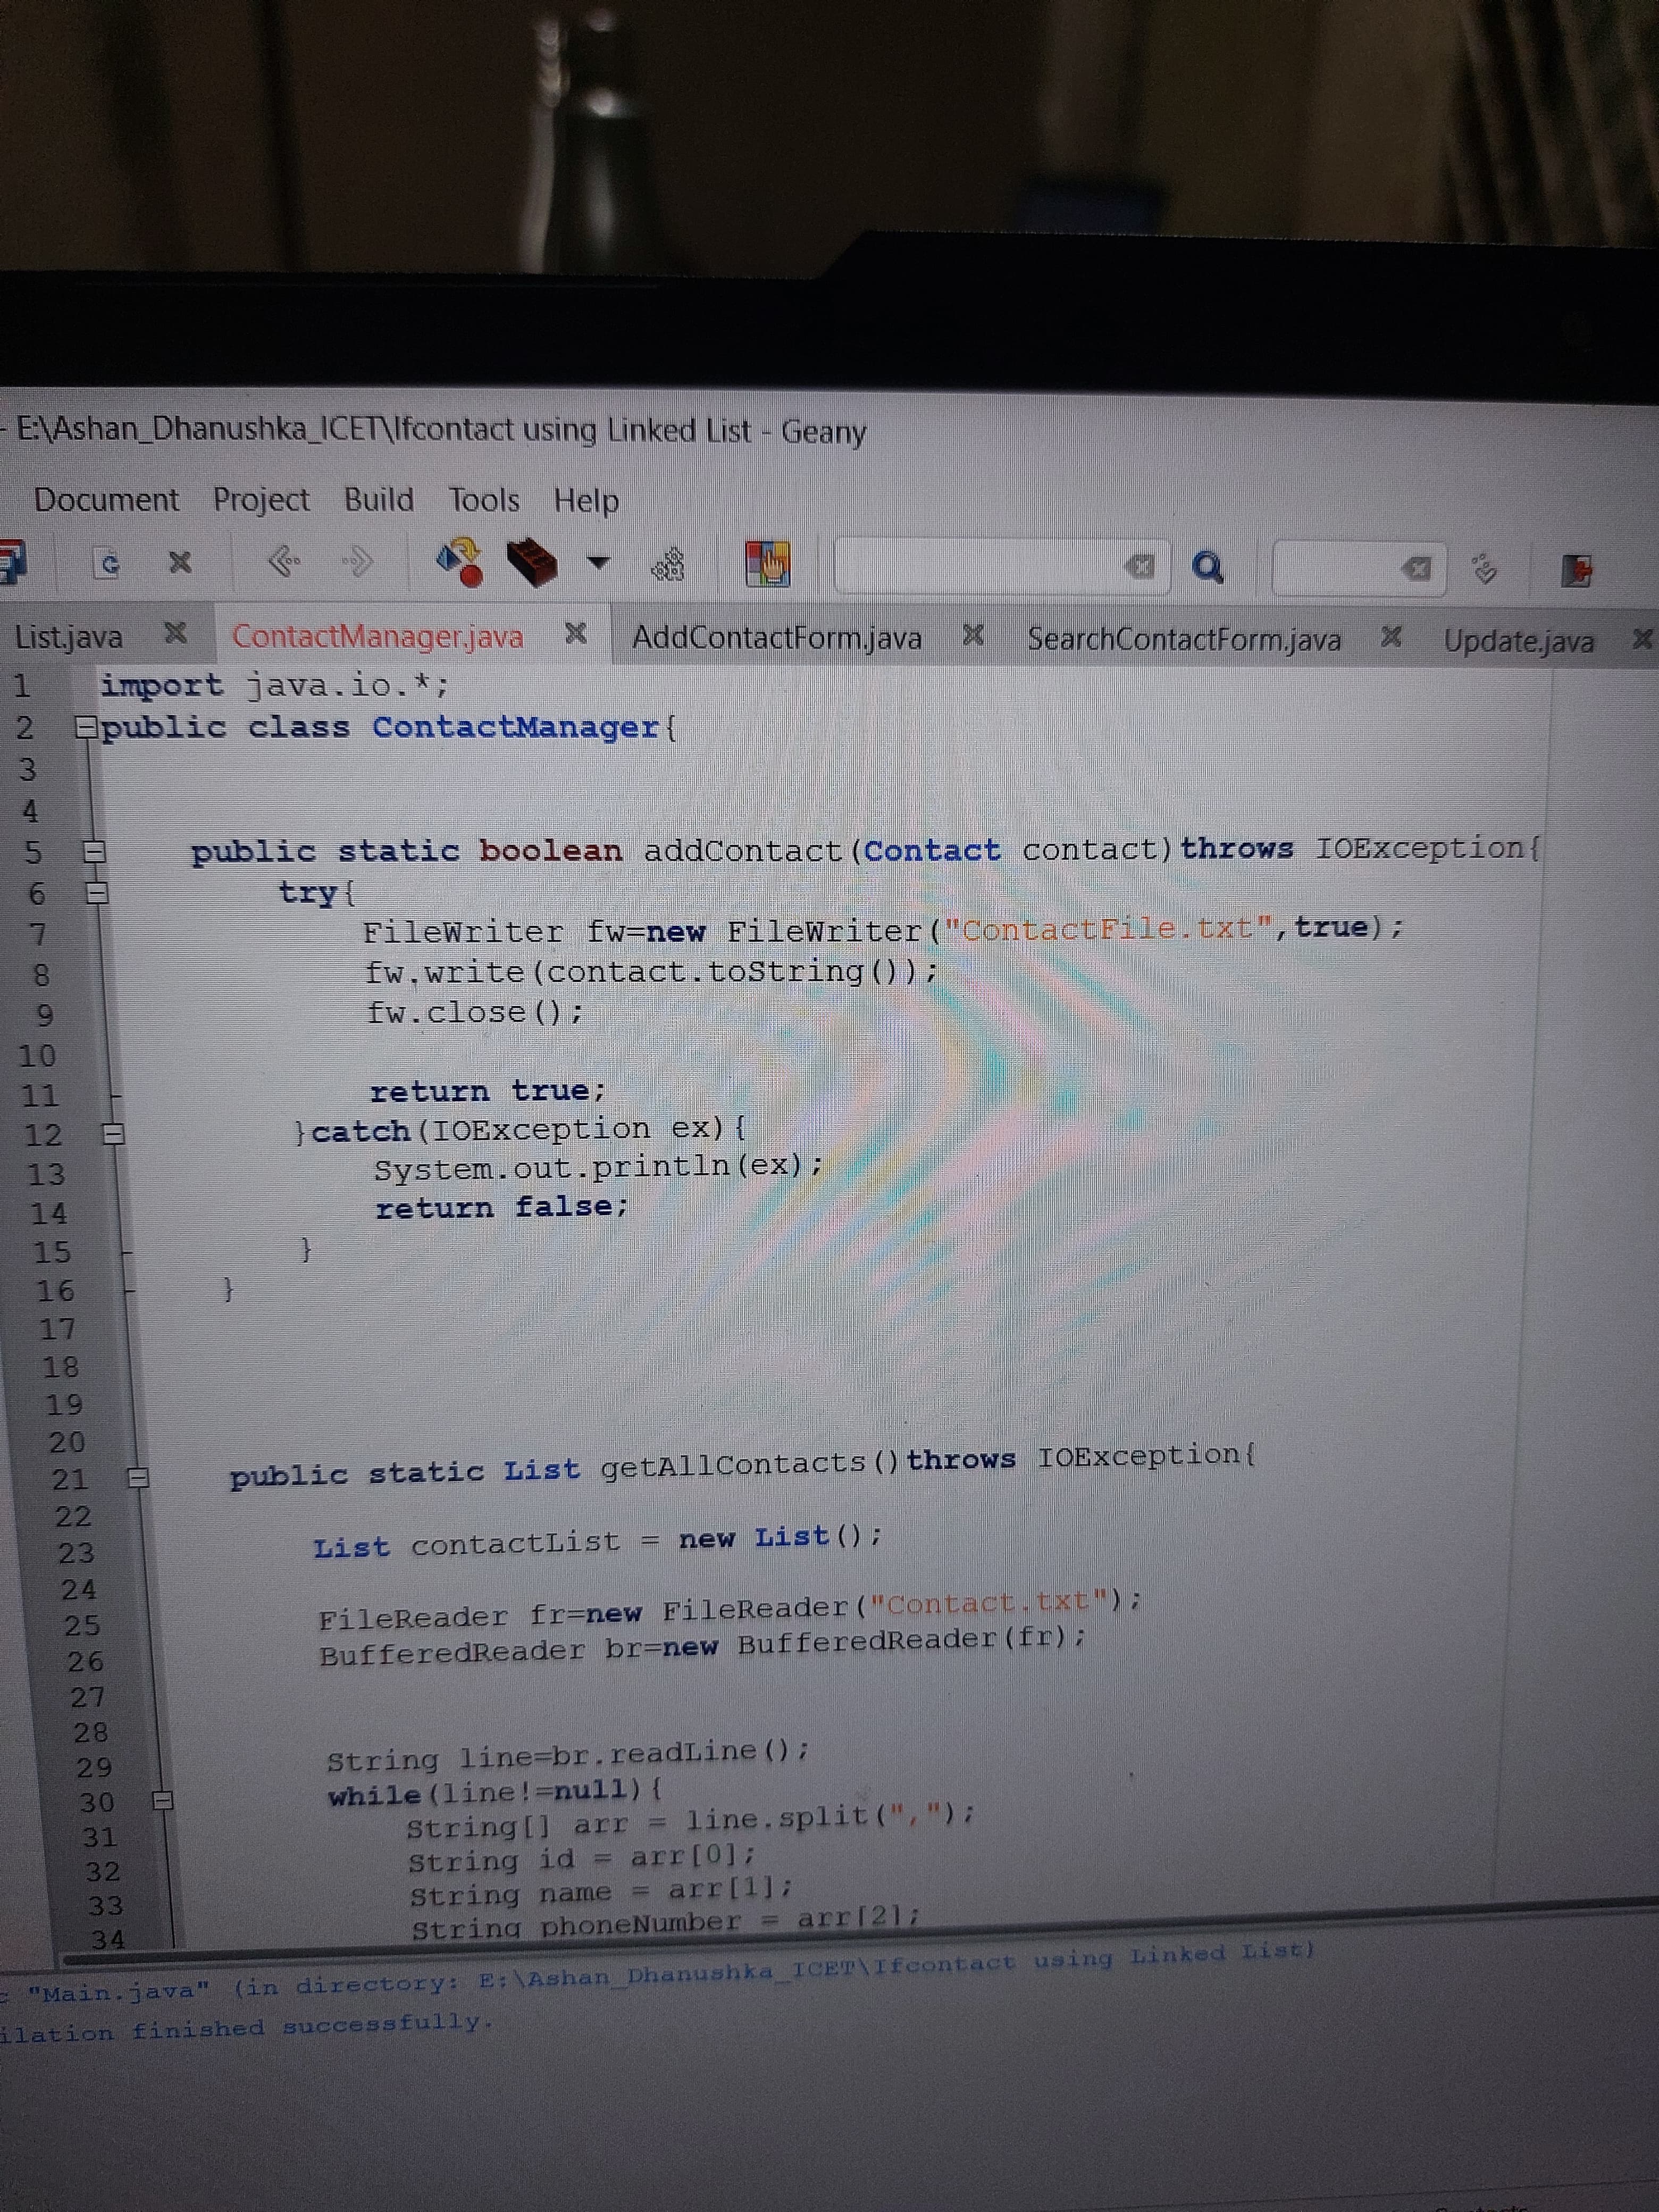 - E:\Ashan_Dhanushka_ICET\Ifcontact using Linked List - Geany
Document Project Build Tools Help
List.java ContactManager.java AddContactForm.java SearchContactForm.java Update.java
1 import java.io.*;
2 public class ContactManager{
3
4
5 public static boolean addContact(Contact contact)throws IOException{
6 try{
7 FileWriter fw=new FileWriter("ContactFile.txt",true);
8 fw.write(contact.toString());
9 fw.close();
10
11 return true;
12 }catch(IOException ex){
13 System.out.println(ex);
14 return false;
15 }
16 }
17
18
19
20
21 public static List getAllContacts()throws IOException{
22
23 List contactList = new List();
24
25 FileReader fr=new FileReader("Contact.txt");
26 BufferedReader br=new BufferedReader(fr);
27
28
29 String line=br.readLine();
30 while(line!=null){
31 String[] arr = line.split(",");
32 String id = arr[0];
33 String name = arr[1];
34 String phoneNumber = arr[2];
"Main.java" (in directory: E:\Ashan_Dhanushka_ICET\Ifcontact using Linked List)
ilation finished successfully.